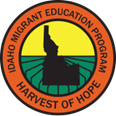 IDAHO MIGRANT EDUCATION PROGRAM
HARVEST OF HOPE